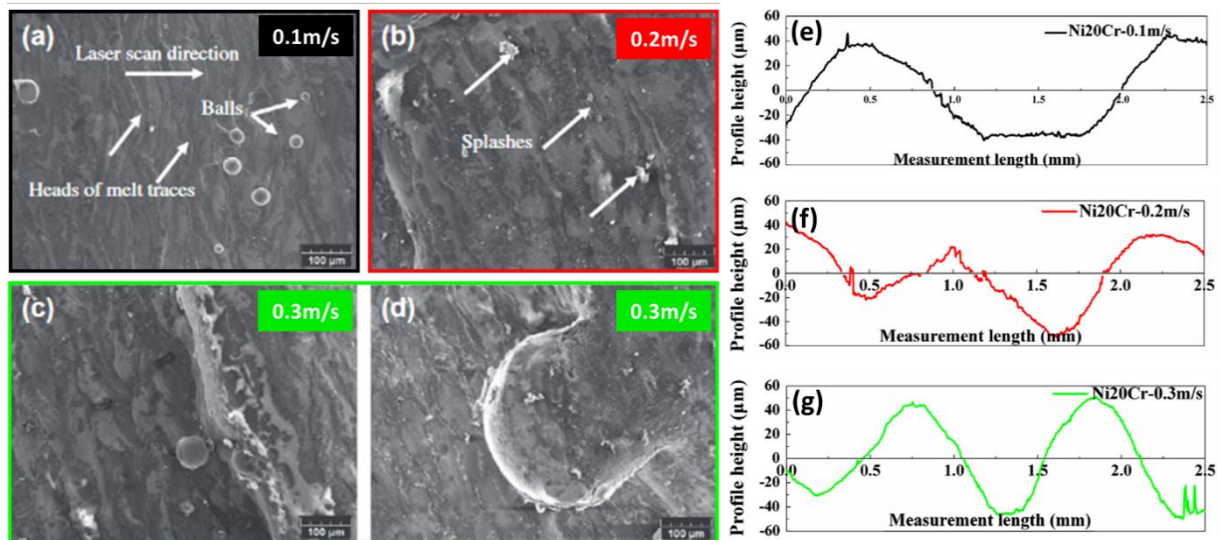 (a)
0.1m/s
Laser scan direction
Balls
Heads of melt traces
100 μm
(b)
0.2m/s
Splashes
100 μm
(c)
0.3m/s
100 μm
(d)
0.3m/s
100 μm
(e)
Ni20Cr-0.1m/s
Profile height (μm)
60
40
20
0
-20
-40
-60
0.0 0.5 1.0 1.5 2.0 2.5
Measurement length (mm)
(f)
Ni20Cr-0.2m/s
Profile height (μm)
60
40
20
0
-20
-40
-60
0.0 0.5 1.0 1.5 2.0 2.5
Measurement length (mm)
(g)
Ni20Cr-0.3m/s
Profile height (μm)
60
40
20
0
-20
-40
-60
0.0 0.5 1.0 1.5 2.0 2.5
Measurement length (mm)